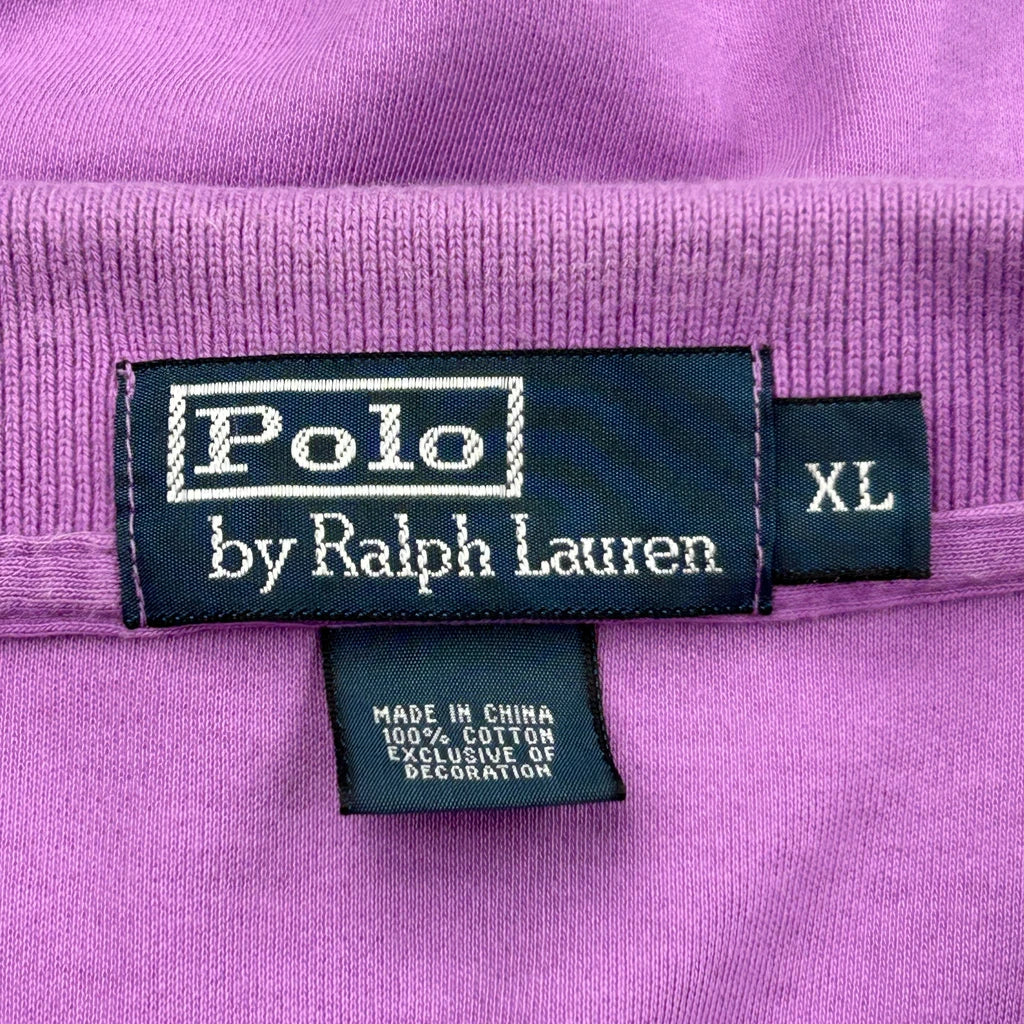 Polo
by Ralph Lauren
XL
MADE IN CHINA
100% COTTON
EXCLUSIVE OF
DECORATION